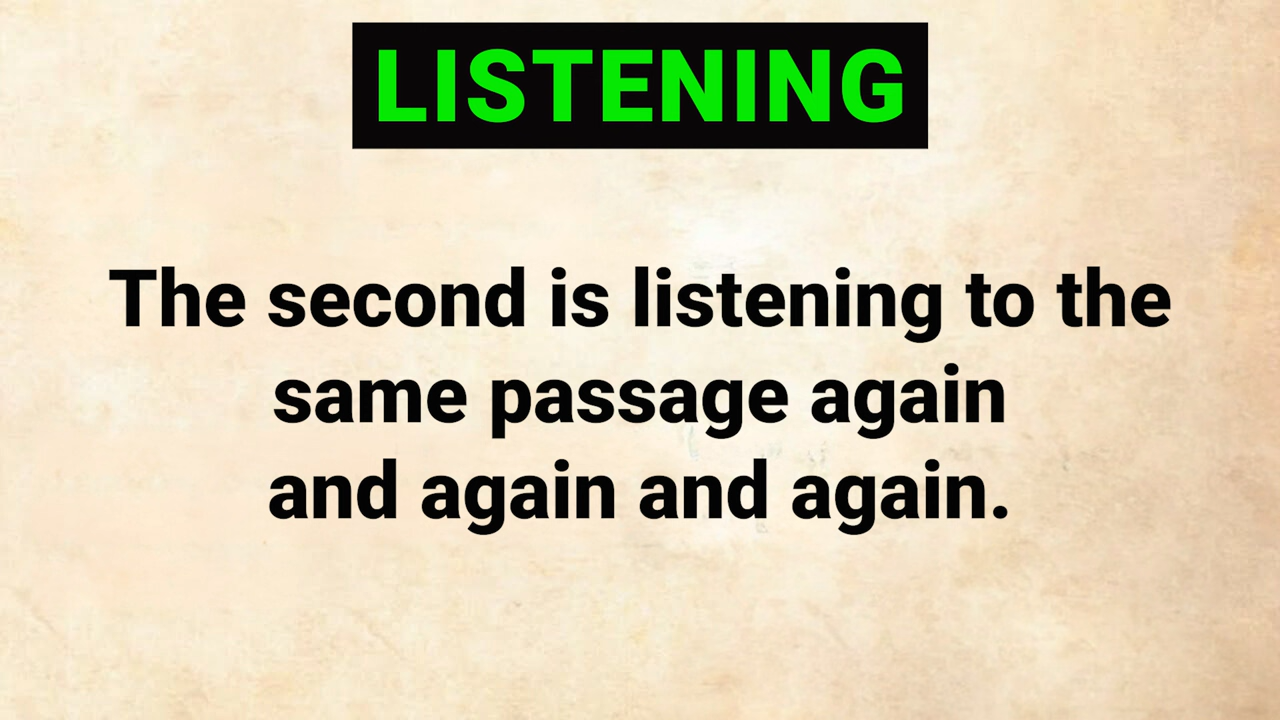 LISTENING
The second is listening to the
same passage again
and again and again.